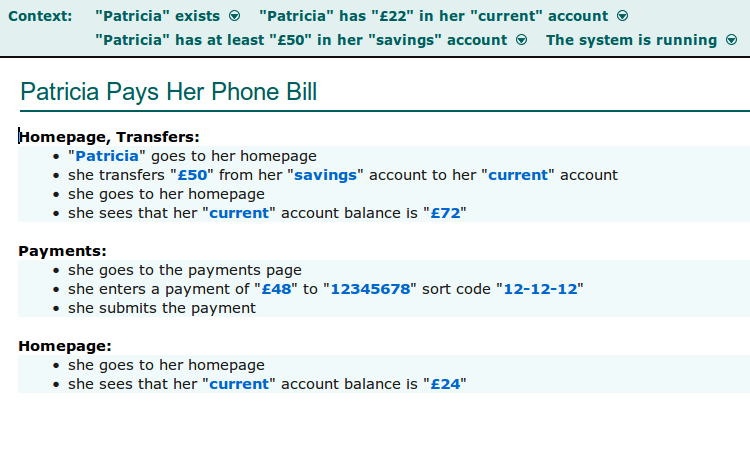 Context: "Patricia" exists "Patricia" has "£22" in her "current" account
"Patricia" has at least "£50" in her "savings" account The system is running
Patricia Pays Her Phone Bill
Homepage, Transfers:
• "Patricia" goes to her homepage
• she transfers "£50" from her "savings" account to her "current" account
• she goes to her homepage
• she sees that her "current" account balance is "£72"
Payments:
• she goes to the payments page
• she enters a payment of "£48" to "12345678" sort code "12-12-12"
• she submits the payment
Homepage:
• she goes to her homepage
• she sees that her "current" account balance is "£24"